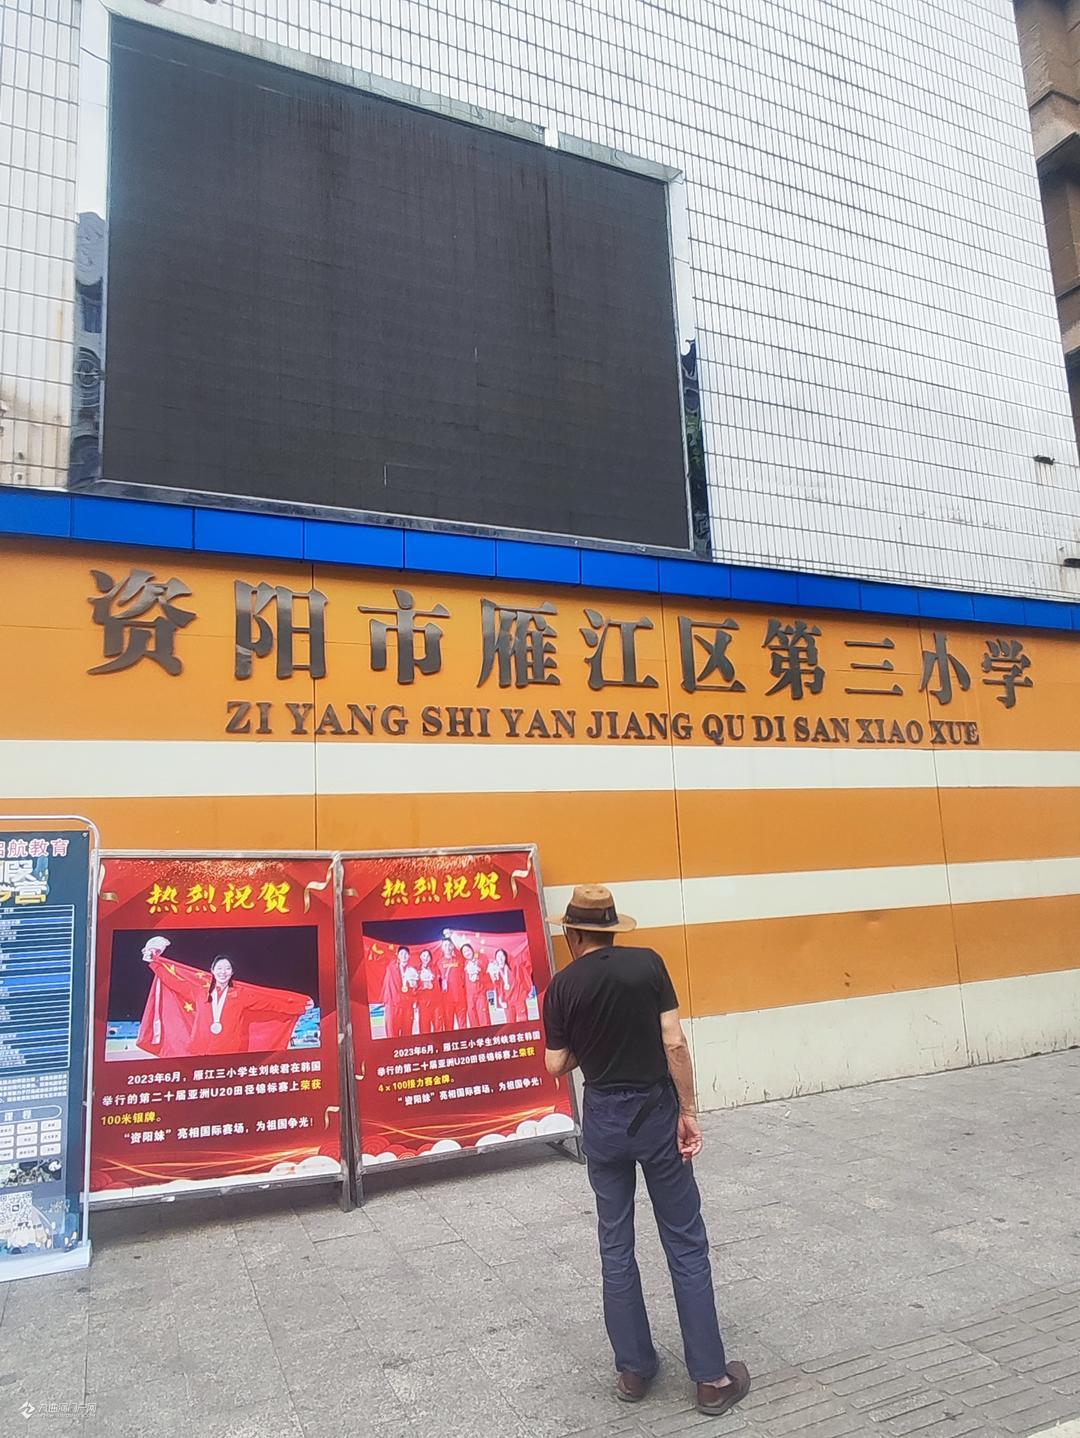 资阳市雁江区第三小学
ZI YANG SHI YAN JIANG QU DI SAN XIAO XUE
航教育
热烈祝贺
2023年6月，雁江三小学生刘峡君在韩国
举行的第二十届亚洲U20田径锦标赛上荣获
100米银牌。
“资阳妹”亮相国际赛场，为祖国争光！
热烈祝贺
2023年6月，雁江三小学生刘峡君在韩国
举行的第二十届亚洲U20田径锦标赛上荣获
4×100接力赛金牌。
“资阳妹”亮相国际赛场，为祖国争光！
课程